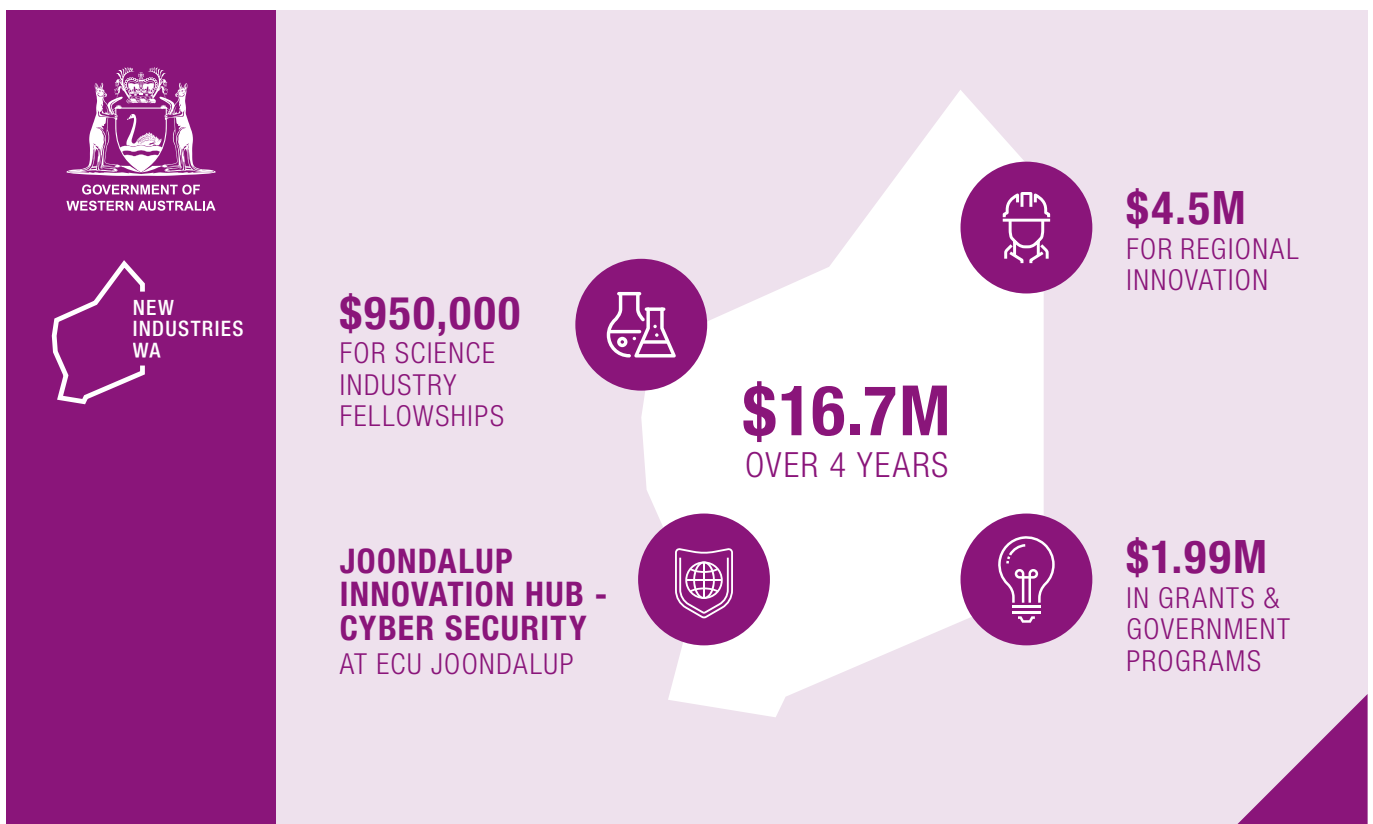 GOVERNMENT OF
WESTERN AUSTRALIA
NEW
INDUSTRIES
WA
$950,000
FOR SCIENCE
INDUSTRY
FELLOWSHIPS
$4.5M
FOR REGIONAL
INNOVATION
$16.7M
OVER 4 YEARS
JOONDALUP
INNOVATION HUB -
CYBER SECURITY
AT ECU JOONDALUP
$1.99M
IN GRANTS &
GOVERNMENT
PROGRAMS